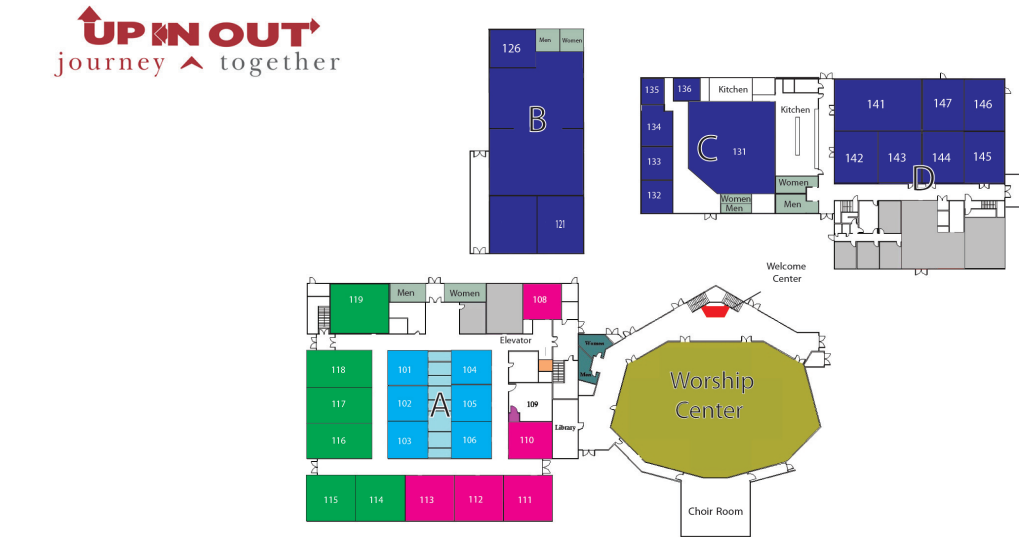 UP IN OUT
journey together
126
Men
Women
B
121
135
136
Kitchen
Kitchen
134
133
132
C
131
Women
Men
Women
Men
141
147
146
142
143
144
145
D
Welcome
Center
119
Men
Women
108
Elevator
Women
Men
118
117
116
101
102
103
A
104
105
106
109
110
Library
115
114
113
112
111
Worship
Center
Choir Room